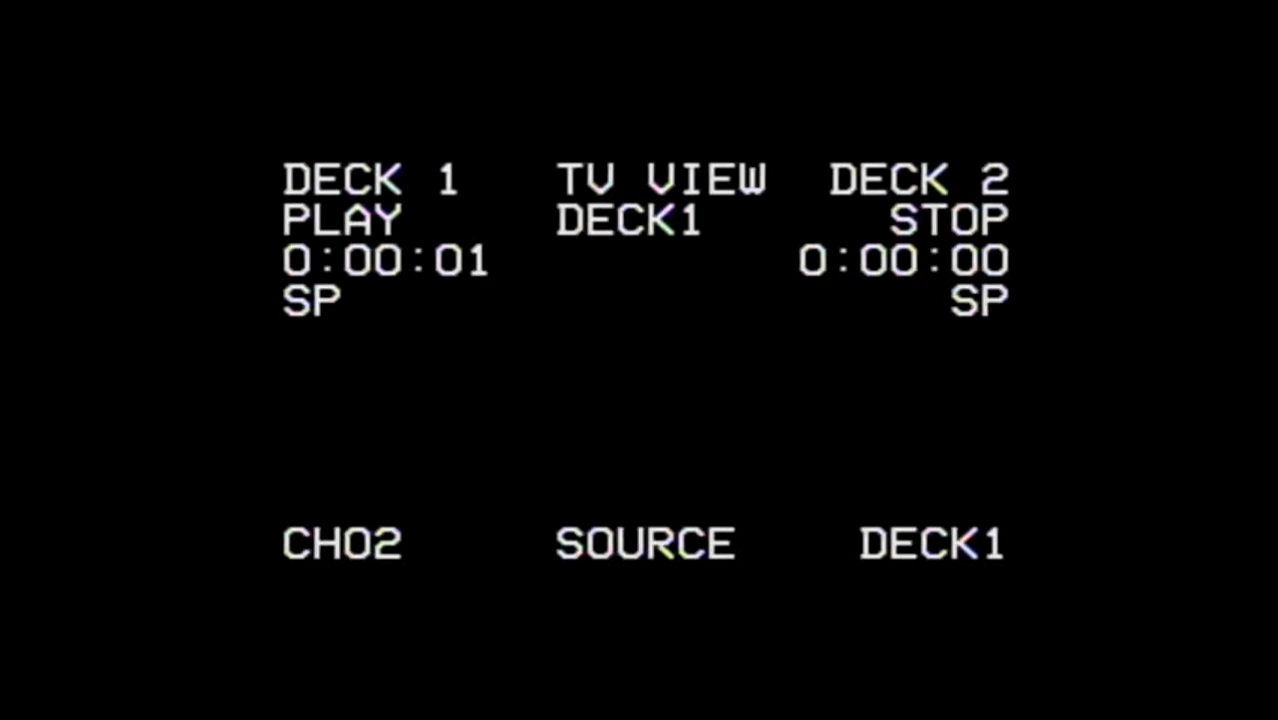 DECK 1 TV VIEW DECK 2
PLAY DECK1 STOP
0:00:01 0:00:00
SP SP
CH02 SOURCE DECK1